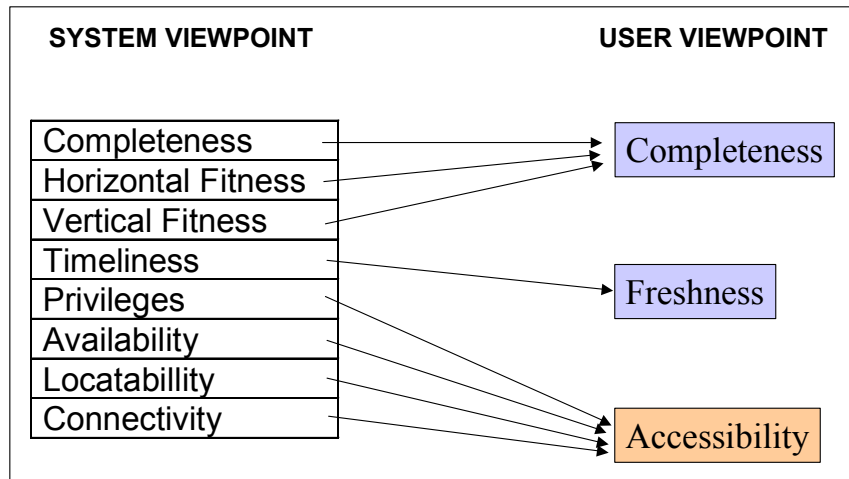 SYSTEM VIEWPOINT
USER VIEWPOINT
Completeness
Horizontal Fitness
Vertical Fitness
Timeliness
Privileges
Availability
Locatabillity
Connectivity
Completeness
Freshness
Accessibility